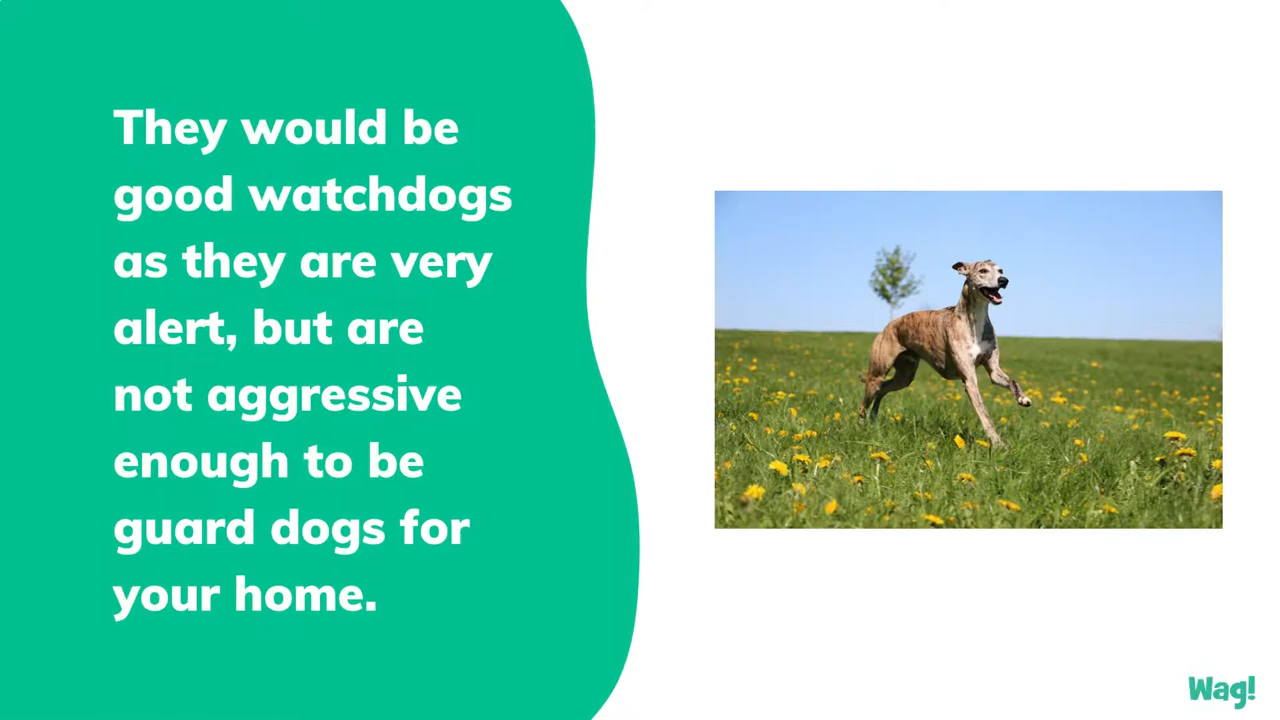 They would be
good watchdogs
as they are very
alert, but are
not aggressive
enough to be
guard dogs for
your home.
Wag!